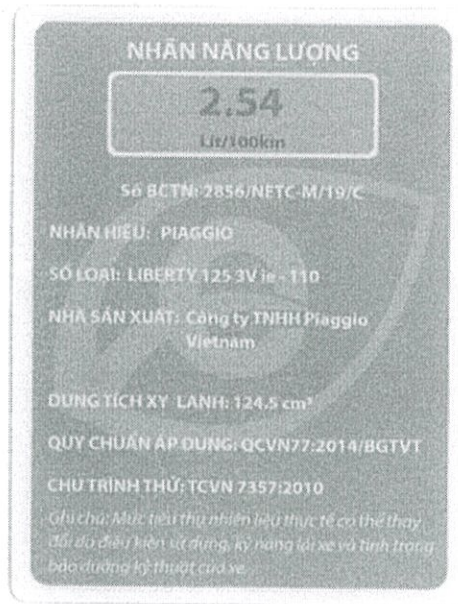 NHÃN NĂNG LƯỢNG
2.54
Lít/100km
Số BCTN: 2856/NETC-M/19/C
NHÃN HIỆU: PIAGGIO
SỐ LOẠI: LIBERTY 125 3V ie - 110
NHÀ SẢN XUẤT: Công ty TNHH Piaggio
Vietnam
DUNG TÍCH XY LANH: 124.5 cm³
QUY CHUẨN ÁP DỤNG: QCVN77:2014/BGTVT
CHU TRÌNH THỬ: TCVN 7357:2010
Ghi chú: Mức tiêu thụ nhiên liệu thực tế có thể thay
đổi do điều kiện sử dụng, kỹ năng lái xe và tình trạng
bảo dưỡng kỹ thuật của xe.